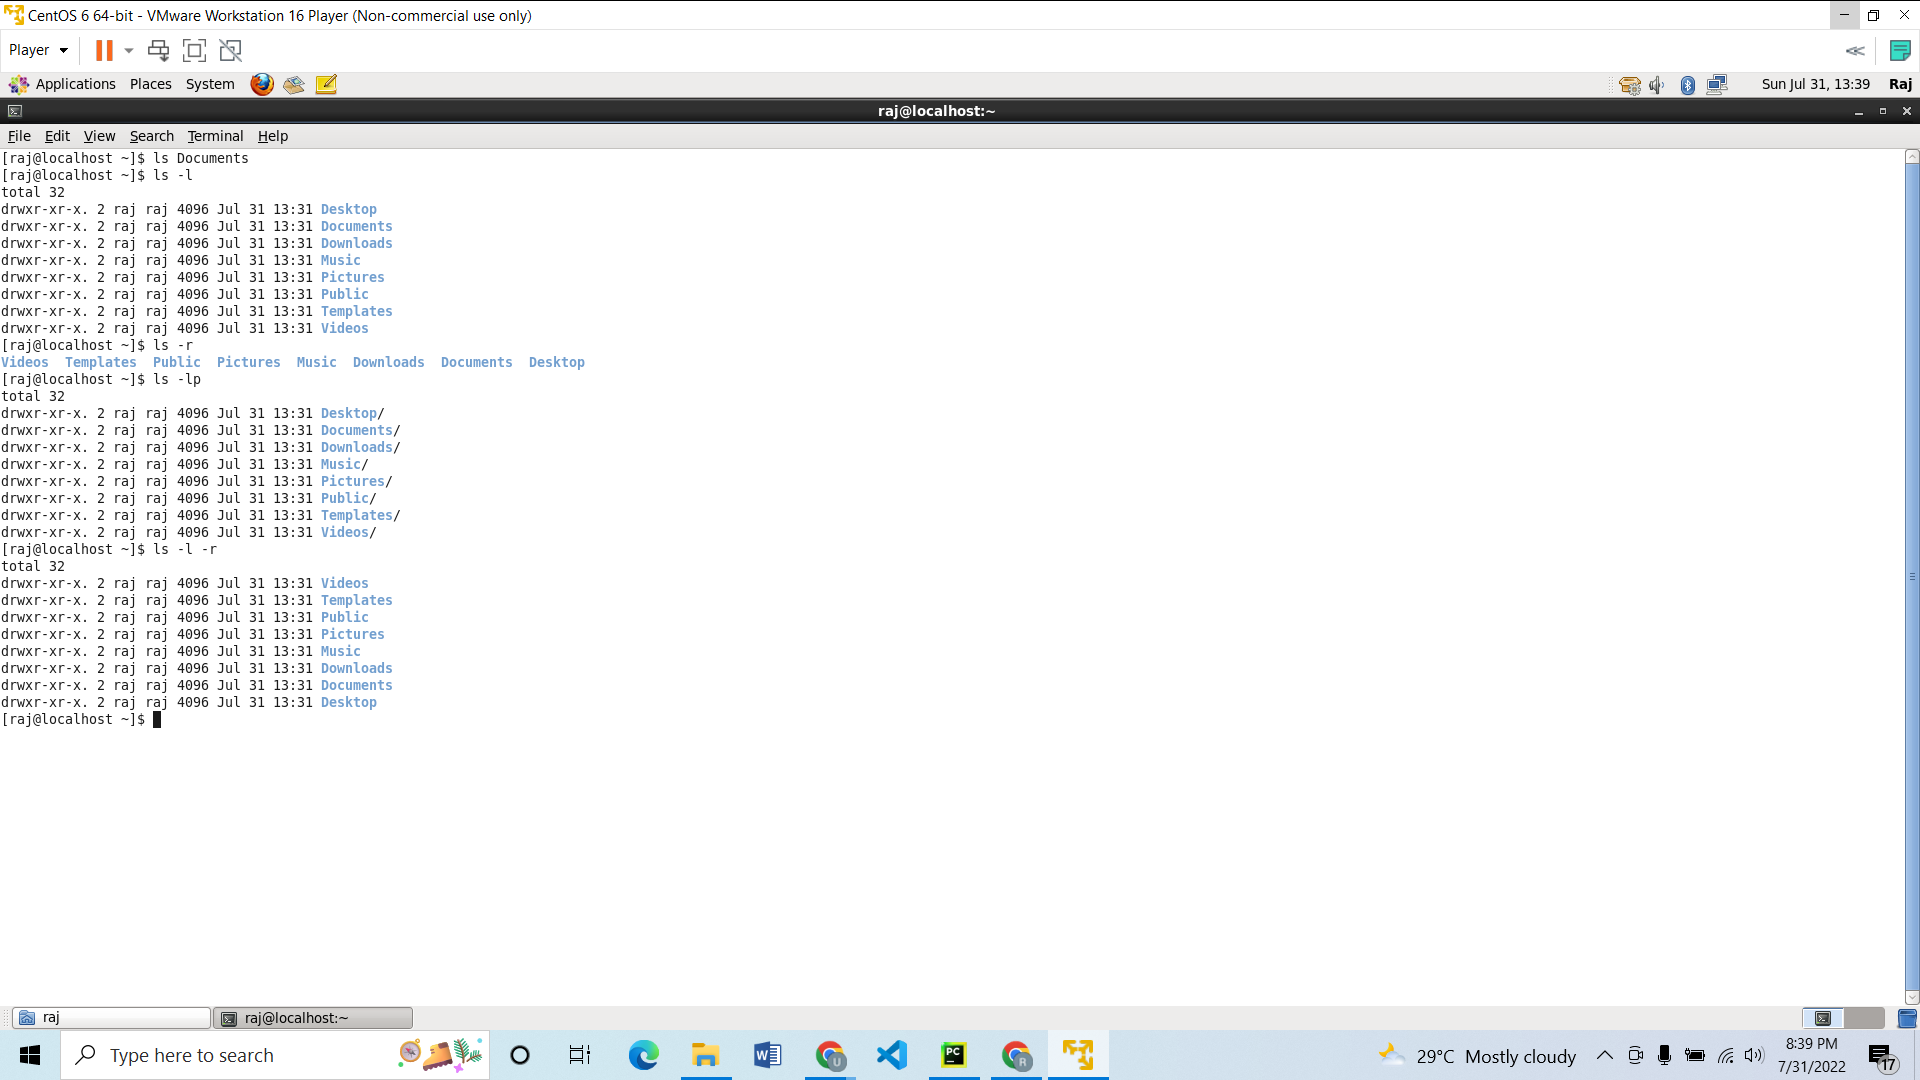 CentOS 6 64-bit - VMware Workstation 16 Player (Non-commercial use only)
Player
Applications Places System Sun Jul 31, 13:39 Raj
raj@localhost:~
File Edit View Search Terminal Help
[raj@localhost ~]$ ls Documents
[raj@localhost ~]$ ls -l
total 32
drwxr-xr-x. 2 raj raj 4096 Jul 31 13:31 Desktop
drwxr-xr-x. 2 raj raj 4096 Jul 31 13:31 Documents
drwxr-xr-x. 2 raj raj 4096 Jul 31 13:31 Downloads
drwxr-xr-x. 2 raj raj 4096 Jul 31 13:31 Music
drwxr-xr-x. 2 raj raj 4096 Jul 31 13:31 Pictures
drwxr-xr-x. 2 raj raj 4096 Jul 31 13:31 Public
drwxr-xr-x. 2 raj raj 4096 Jul 31 13:31 Templates
drwxr-xr-x. 2 raj raj 4096 Jul 31 13:31 Videos
[raj@localhost ~]$ ls -r
Videos Templates Public Pictures Music Downloads Documents Desktop
[raj@localhost ~]$ ls -lp
total 32
drwxr-xr-x. 2 raj raj 4096 Jul 31 13:31 Desktop/
drwxr-xr-x. 2 raj raj 4096 Jul 31 13:31 Documents/
drwxr-xr-x. 2 raj raj 4096 Jul 31 13:31 Downloads/
drwxr-xr-x. 2 raj raj 4096 Jul 31 13:31 Music/
drwxr-xr-x. 2 raj raj 4096 Jul 31 13:31 Pictures/
drwxr-xr-x. 2 raj raj 4096 Jul 31 13:31 Public/
drwxr-xr-x. 2 raj raj 4096 Jul 31 13:31 Templates/
drwxr-xr-x. 2 raj raj 4096 Jul 31 13:31 Videos/
[raj@localhost ~]$ ls -l -r
total 32
drwxr-xr-x. 2 raj raj 4096 Jul 31 13:31 Videos
drwxr-xr-x. 2 raj raj 4096 Jul 31 13:31 Templates
drwxr-xr-x. 2 raj raj 4096 Jul 31 13:31 Public
drwxr-xr-x. 2 raj raj 4096 Jul 31 13:31 Pictures
drwxr-xr-x. 2 raj raj 4096 Jul 31 13:31 Music
drwxr-xr-x. 2 raj raj 4096 Jul 31 13:31 Downloads
drwxr-xr-x. 2 raj raj 4096 Jul 31 13:31 Documents
drwxr-xr-x. 2 raj raj 4096 Jul 31 13:31 Desktop
[raj@localhost ~]$
raj raj@localhost:~
Type here to search W U PC R 29°C Mostly cloudy 8:39 PM
7/31/2022 17